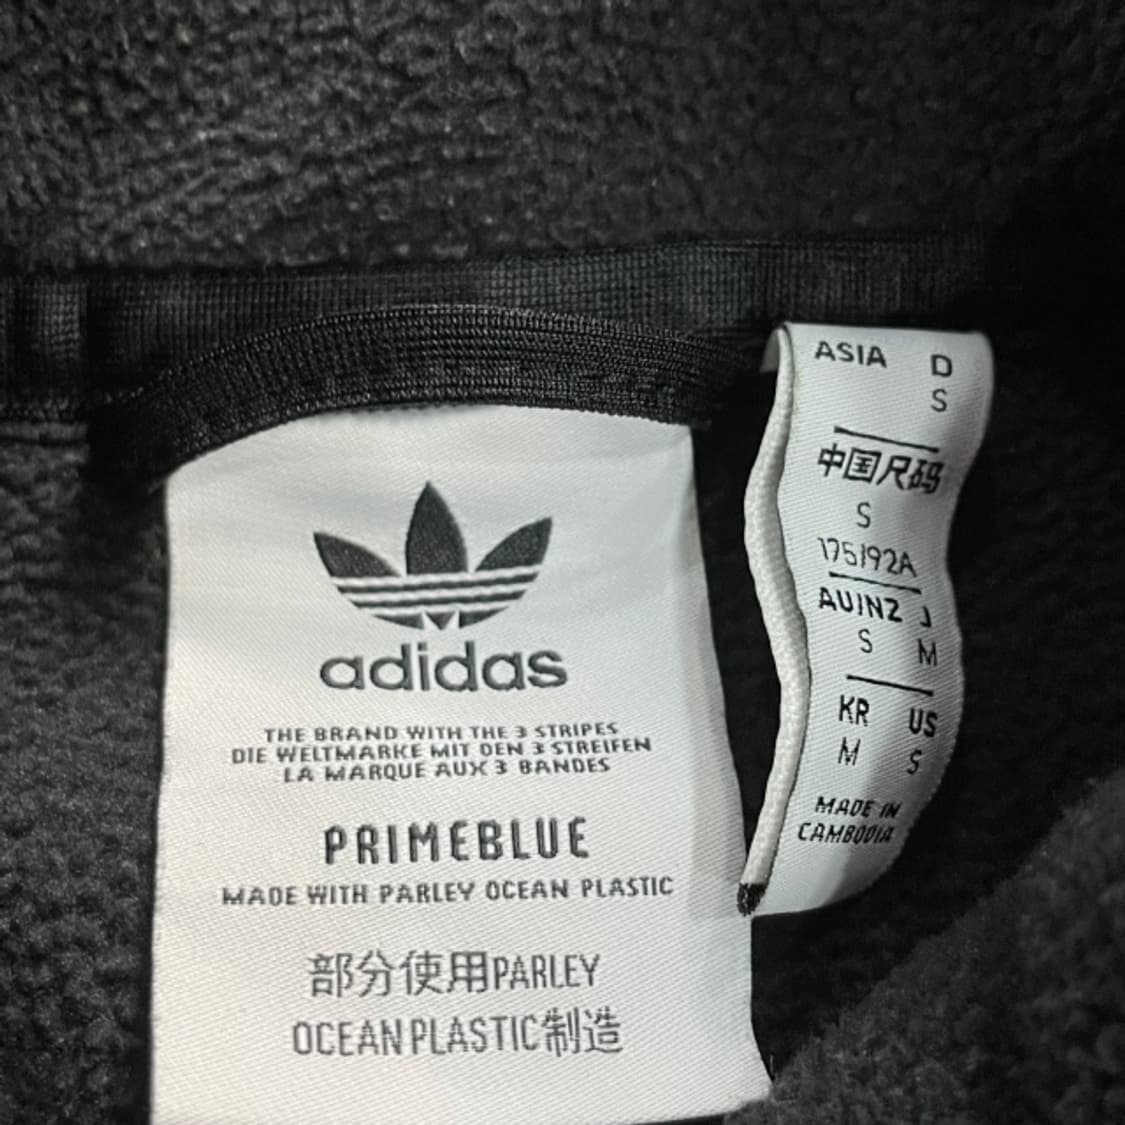 adidas
THE BRAND WITH THE 3 STRIPES
DIE WELTMARKE MIT DEN 3 STREIFEN
LA MARQUE AUX 3 BANDES
PRIMEBLUE
MADE WITH PARLEY OCEAN PLASTIC
部分使用PARLEY
OCEAN PLASTIC制造
ASIA D
S
中国尺码
S
175/92A
AUINZ J
S M
KR US
M S
MADE IN
CAMBODIA